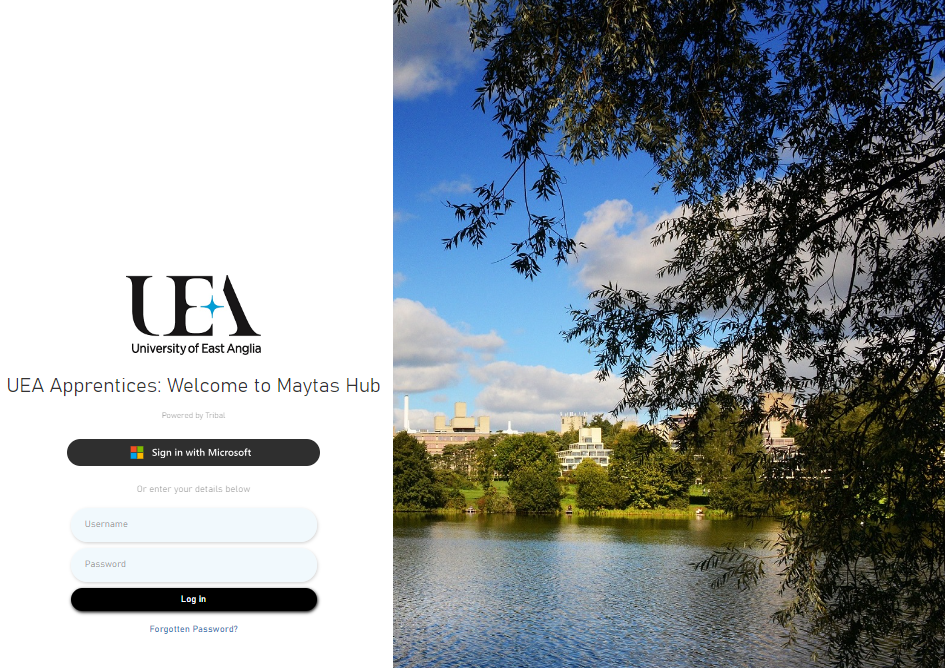 UEA
University of East Anglia
UEA Apprentices: Welcome to Maytas Hub
Powered by Tribal
Sign in with Microsoft
Or enter your details below
Username
Password
Log in
Forgotten Password?